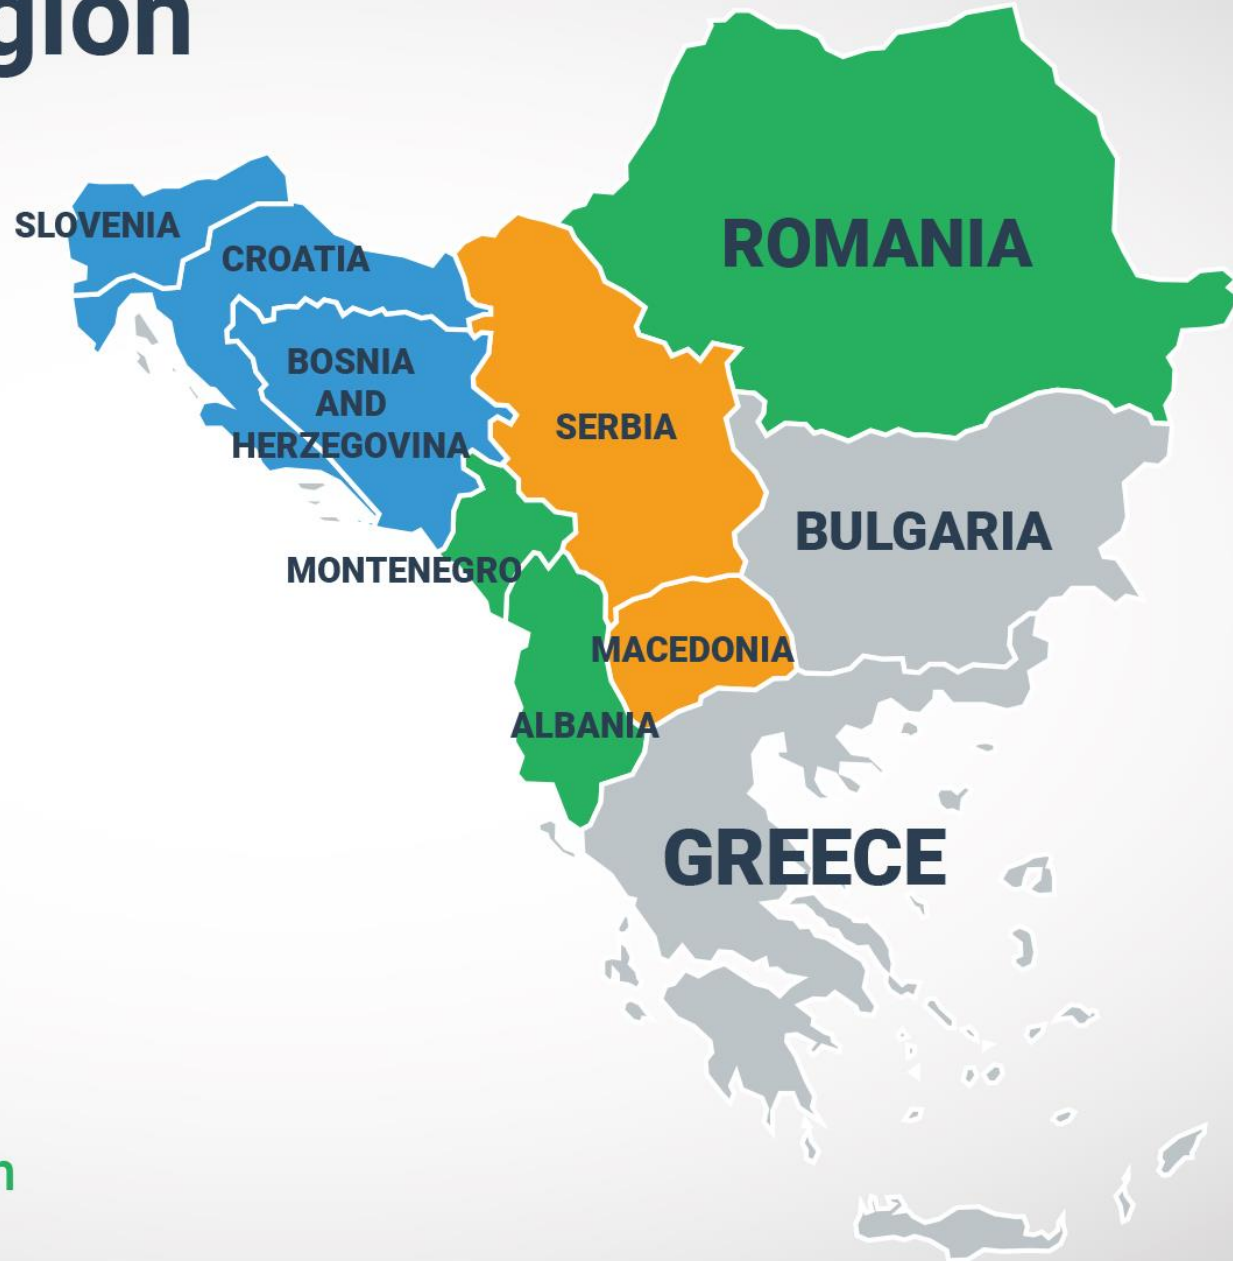 gion
ROMANIA
SLOVENIA
CROATIA
BOSNIA
AND
HERZEGOVINA
SERBIA
BULGARIA
MONTENEGRO
MACEDONIA
ALBANIA
GREECE
n